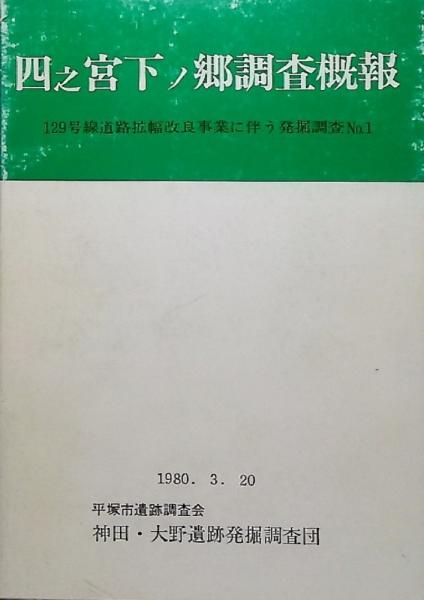 四之宮下ノ郷調査概報
129号線道路拡幅改良事業に伴う発掘調査No.1
1980. 3. 20
平塚市遺跡調査会
神田・大野遺跡発掘調査団